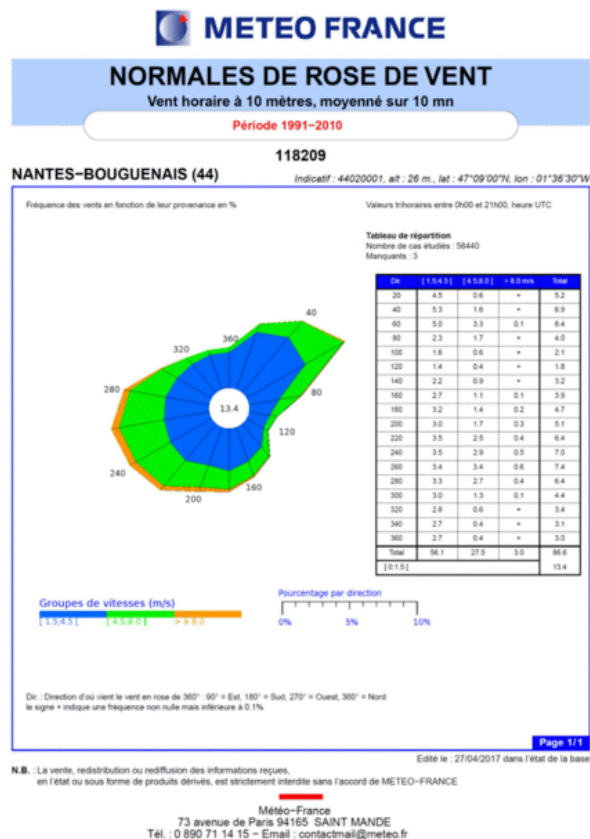 METEO FRANCE
NORMALES DE ROSE DE VENT
Vent horaire à 10 mètres, moyenné sur 10 mn
Période 1991−2010
118209
NANTES−BOUGUENAIS (44)
Indicatif : 44020001, alt : 26 m., lat : 47°09'00"N, lon : 01°36'30"W
Fréquence des vents en fonction de leur provenance en %
Valeurs trihoraires entre 0h00 et 21h00, heure UTC
Tableau de répartition
Nombre de cas étudiés : 58440
Manquants : 3
Dir. [ 1.5;4.5 [ [ 4.5;8.0 ] > 8.0 m/s Total
20 4.5 0.6 + 5.2
40 5.3 1.6 + 6.9
60 5.0 3.3 0.1 8.4
80 2.3 1.7 + 4.0
100 1.6 0.6 + 2.1
120 1.4 0.4 + 1.8
140 2.2 0.9 + 3.2
160 2.7 1.1 0.1 3.9
180 3.2 1.4 0.2 4.7
200 3.0 1.7 0.3 5.1
220 3.5 2.5 0.4 6.4
240 3.5 2.9 0.5 7.0
260 3.4 3.4 0.6 7.4
280 3.3 2.7 0.4 6.4
300 3.0 1.3 0.1 4.4
320 2.8 0.6 + 3.4
340 2.7 0.4 + 3.1
360 2.7 0.4 + 3.0
Total 56.1 27.5 3.0 86.6
[ 0;1.5 [ 13.4
40
360
320
280
80
13.4
120
240
160
200
Groupes de vitesses (m/s)
[ 1.5;4.5 [ [ 4.5;8.0 ] > 8.0
Pourcentage par direction
0% 5% 10%
Dir. : Direction d'où vient le vent en rose de 360° : 90° = Est, 180° = Sud, 270° = Ouest, 360° = Nord
le signe + indique une fréquence non nulle mais inférieure à 0.1%
Page 1/1
Edité le : 27/04/2017 dans l'état de la base
N.B. : La vente, redistribution ou rediffusion des informations reçues,
en l'état ou sous forme de produits dérivés, est strictement interdite sans l'accord de METEO−FRANCE
Météo−France
73 avenue de Paris 94165 SAINT MANDE
Tél. : 0 890 71 14 15 − Email : contactmail@meteo.fr